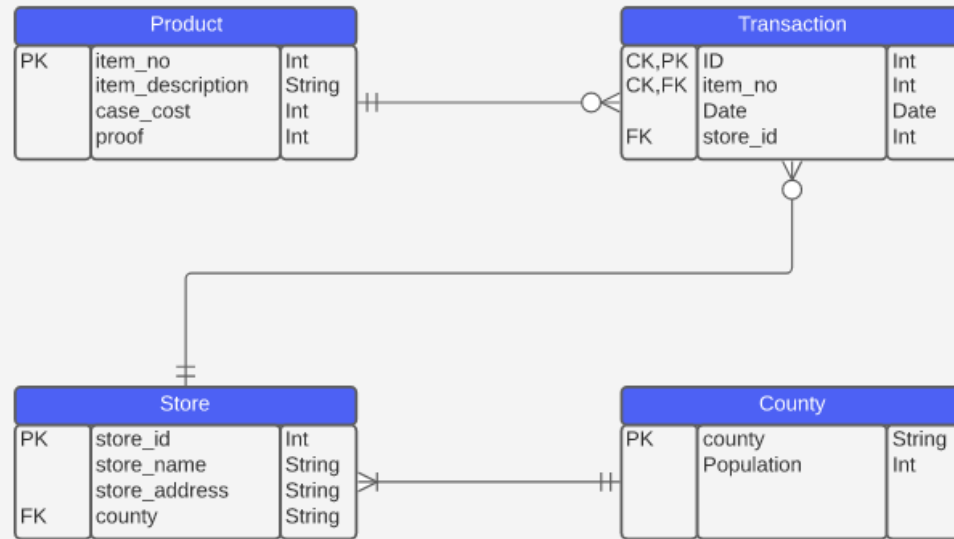 Product
PK item_no Int
item_description String
case_cost Int
proof Int
Transaction
CK,PK ID Int
CK,FK item_no Int
Date Date
FK store_id Int
Store
PK store_id Int
store_name String
store_address String
FK county String
County
PK county String
Population Int